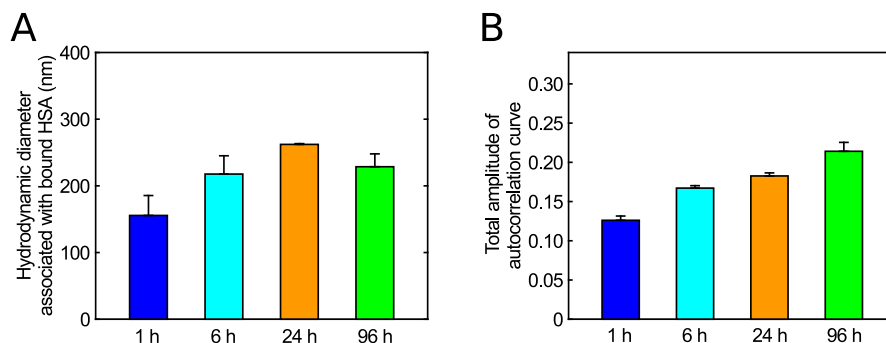 A
Hydrodynamic diameter
associated with bound HSA (nm)
400
300
200
100
0
1 h
6 h
24 h
96 h
B
Total amplitude of
autocorrelation curve
0.30
0.25
0.20
0.15
0.10
0.05
0
1 h
6 h
24 h
96 h